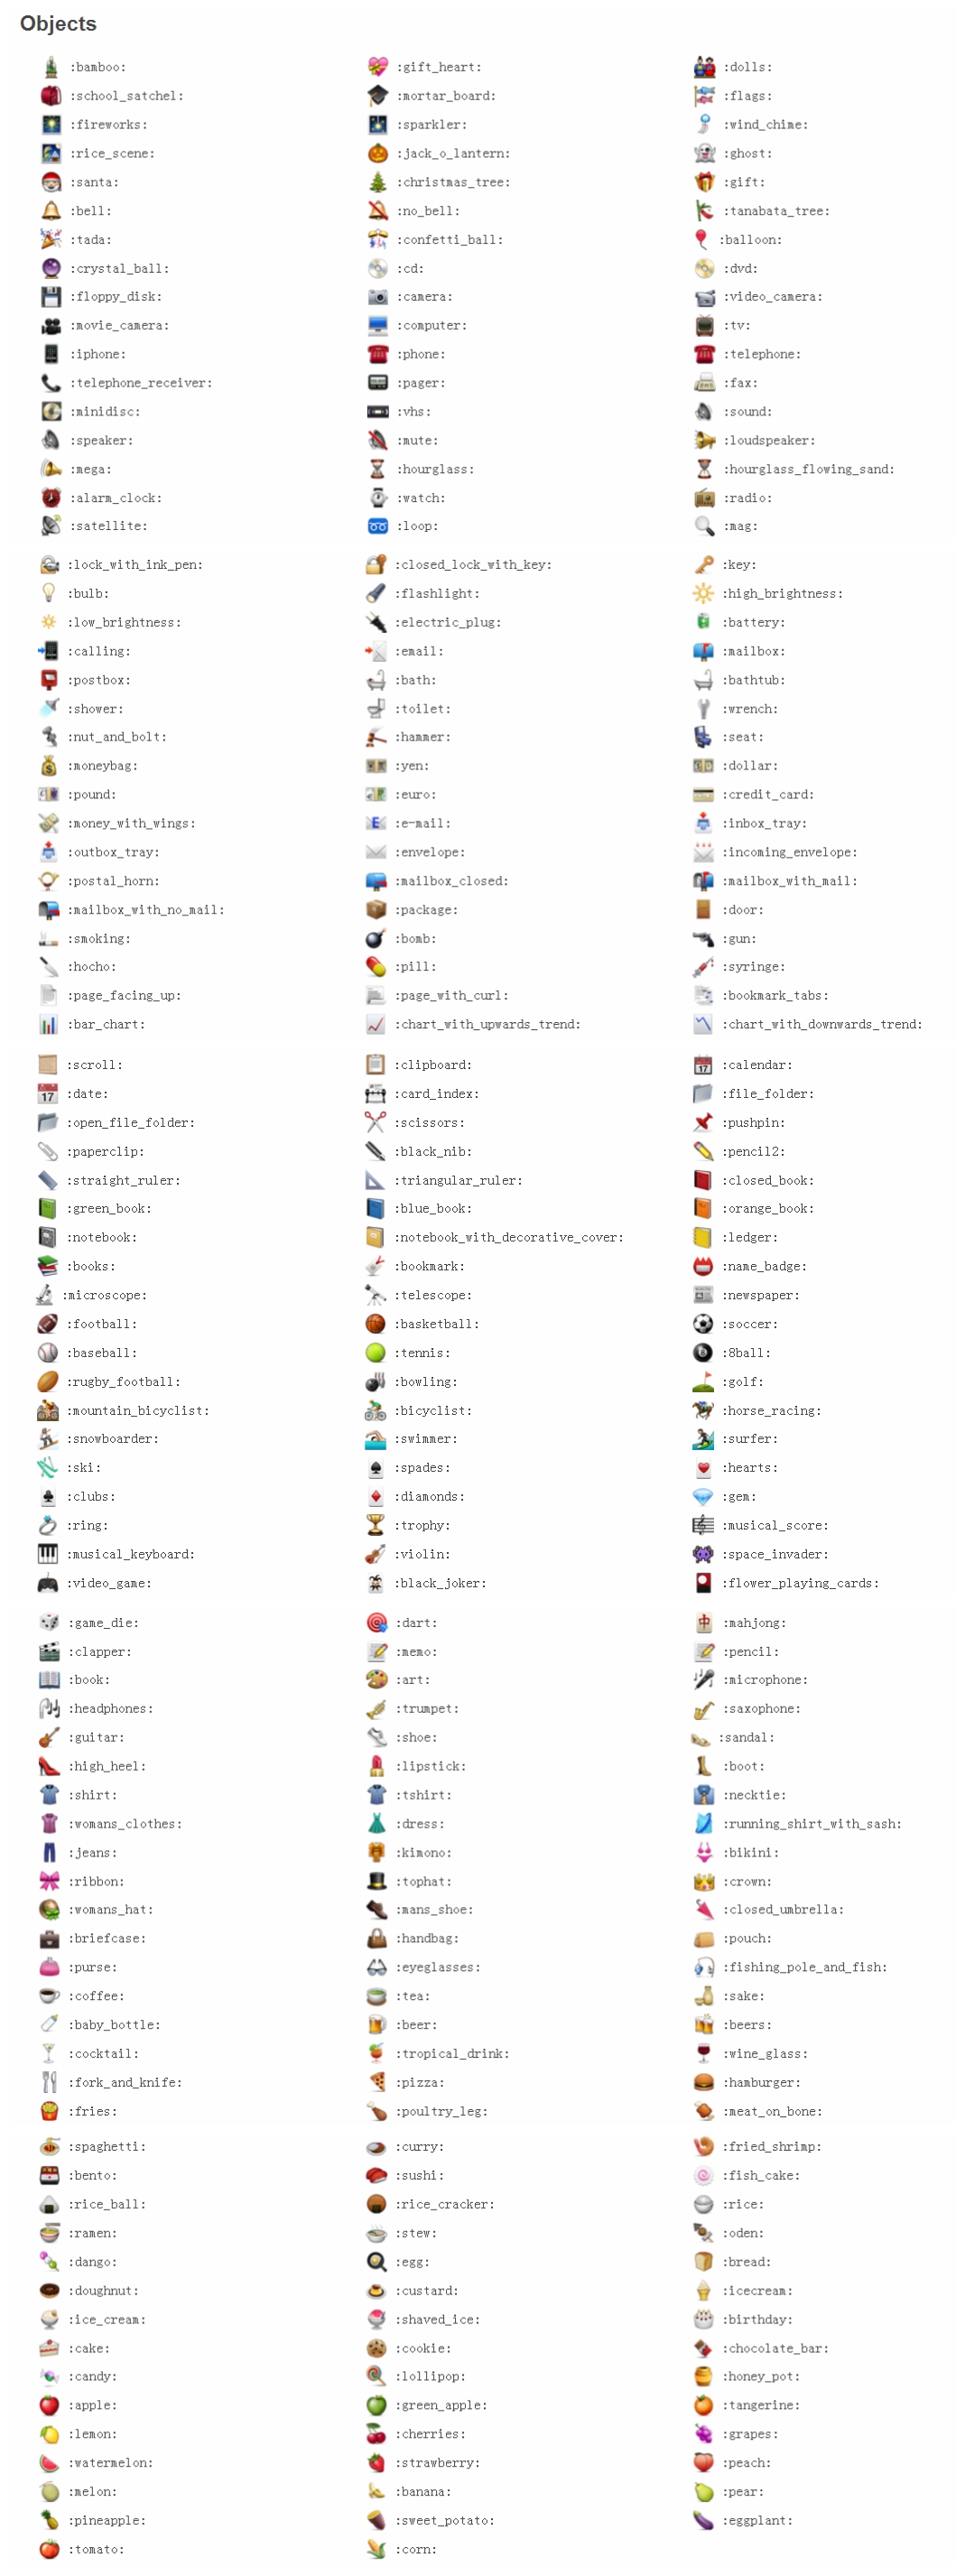 Objects
:bamboo: :gift_heart: :dolls:
:school_satchel: :mortar_board: :flags:
:fireworks: :sparkler: :wind_chime:
:rice_scene: :jack_o_lantern: :ghost:
:santa: :christmas_tree: :gift:
:bell: :no_bell: :tanabata_tree:
:tada: :confetti_ball: :balloon:
:crystal_ball: :cd: :dvd:
:floppy_disk: :camera: :video_camera:
:movie_camera: :computer: :tv:
:iphone: :phone: :telephone:
:telephone_receiver: :pager: :fax:
:minidisc: :vhs: :sound:
:speaker: :mute: :loudspeaker:
:mega: :hourglass: :hourglass_flowing_sand:
:alarm_clock: :watch: :radio:
:satellite: :loop: :mag:
:lock_with_ink_pen: :closed_lock_with_key: :key:
:bulb: :flashlight: :high_brightness:
:low_brightness: :electric_plug: :battery:
:calling: :email: :mailbox:
:postbox: :bath: :bathtub:
:shower: :toilet: :wrench:
:nut_and_bolt: :hammer: :seat:
:moneybag: :yen: :dollar:
:pound: :euro: :credit_card:
:money_with_wings: :e-mail: :inbox_tray:
:outbox_tray: :envelope: :incoming_envelope:
:postal_horn: :mailbox_closed: :mailbox_with_mail:
:mailbox_with_no_mail: :package: :door:
:smoking: :bomb: :gun:
:hocho: :pill: :syringe:
:page_facing_up: :page_with_curl: :bookmark_tabs:
:bar_chart: :chart_with_upwards_trend: :chart_with_downwards_trend:
:scroll: :clipboard: :calendar:
:date: :card_index: :file_folder:
:open_file_folder: :scissors: :pushpin:
:paperclip: :black_nib: :pencil2:
:straight_ruler: :triangular_ruler: :closed_book:
:green_book: :blue_book: :orange_book:
:notebook: :notebook_with_decorative_cover: :ledger:
:books: :bookmark: :name_badge:
:microscope: :telescope: :newspaper:
:football: :basketball: :soccer:
:baseball: :tennis: :8ball:
:rugby_football: :bowling: :golf:
:mountain_bicyclist: :bicyclist: :horse_racing:
:snowboarder: :swimmer: :surfer:
:ski: :spades: :hearts:
:clubs: :diamonds: :gem:
:ring: :trophy: :musical_score:
:musical_keyboard: :violin: :space_invader:
:video_game: :black_joker: :flower_playing_cards:
:game_die: :dart: :mahjong:
:clapper: :memo: :pencil:
:book: :art: :microphone:
:headphones: :trumpet: :saxophone:
:guitar: :shoe: :sandal:
:high_heel: :lipstick: :boot:
:shirt: :tshirt: :necktie:
:womans_clothes: :dress: :running_shirt_with_sash:
:jeans: :kimono: :bikini:
:ribbon: :tophat: :crown:
:womans_hat: :mans_shoe: :closed_umbrella:
:briefcase: :handbag: :pouch:
:purse: :eyeglasses: :fishing_pole_and_fish:
:coffee: :tea: :sake:
:baby_bottle: :beer: :beers:
:cocktail: :tropical_drink: :wine_glass:
:fork_and_knife: :pizza: :hamburger:
:fries: :poultry_leg: :meat_on_bone:
:spaghetti: :curry: :fried_shrimp:
:bento: :sushi: :fish_cake:
:rice_ball: :rice_cracker: :rice:
:ramen: :stew: :oden:
:dango: :egg: :bread:
:doughnut: :custard: :icecream:
:ice_cream: :shaved_ice: :birthday:
:cake: :cookie: :chocolate_bar:
:candy: :lollipop: :honey_pot:
:apple: :green_apple: :tangerine:
:lemon: :cherries: :grapes:
:watermelon: :strawberry: :peach:
:melon: :banana: :pear:
:pineapple: :sweet_potato: :eggplant:
:tomato: :corn: